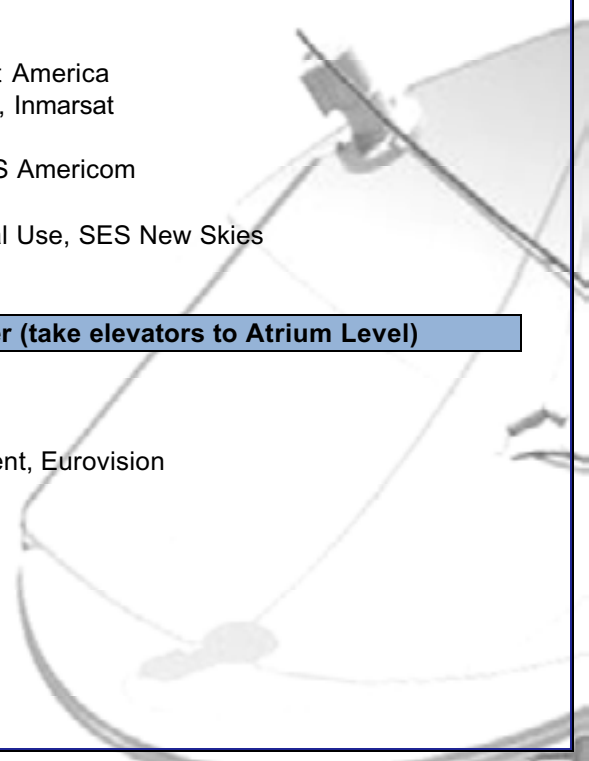 America
, Inmarsat
S Americom
l Use, SES New Skies
r (take elevators to Atrium Level)
ent, Eurovision